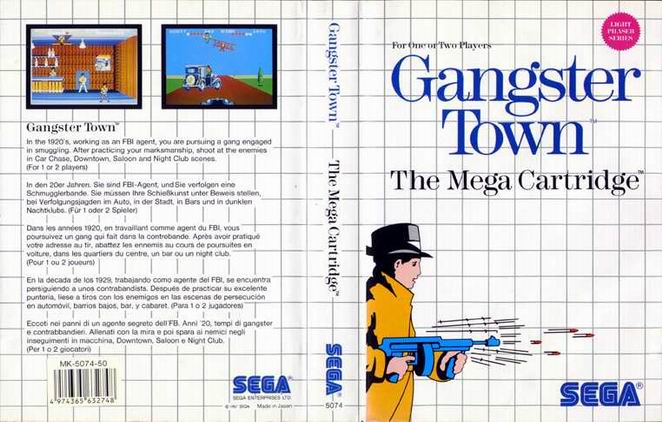 Gangster Town™
In the 1920's, working as an FBI agent, you are pursuing a gang engaged
in smuggling. After practicing your marksmanship, shoot at the enemies
in Car Chase, Downtown, Saloon and Night Club scenes.
(For 1 or 2 players)
In den 20er Jahren. Sie sind FBI-Agent, und Sie verfolgen eine
Schmugglerbande. Sie müssen Ihre Schießkunst unter Beweis stellen,
bei Verfolgungsjagden im Auto, in der Stadt, in Bars und in dunklen
Nachtklubs. (Für 1 oder 2 Spieler)
Dans les années 1920, en travaillant comme agent du FBI, vous
poursuivez un gang qui fait dans la contrebande. Après avoir pratiqué
votre adresse au tir, abattez les ennemis au cours de poursuites en
voiture, dans les quartiers du centre, un bar ou un night club.
(Pour 1 ou 2 joueurs)
En la decada de los 1929, trabajando como agente del FBI, se encuentra
persiguiendo a unos contrabandistas. Después de practicar su excelente
puntería, liese a tiros con los enemigos en las escenas de persecución
en automóvil, barrios bajos, bar, y cabaret. (Para 1 o 2 jugadores)
Eccoti nei panni di un agente segreto dell'FB. Anni '20, tempi di gangster
e contrabbandieri. Allenati con la mira e poi spara ai nemici negli
inseguimenti in macchina, Downtown, Saloon e Night Club.
(Per 1 o 2 giocatori)
MK-5074-50
4 974365 632748
SEGA®
SEGA ENTERPRISES LTD.
Made in Japan
Gangster Town™ — The Mega Cartridge™
SEGA®
5074
LIGHT
PHASER
SERIES
For One or Two Players
Gangster
Town™
The Mega Cartridge™
SEGA®